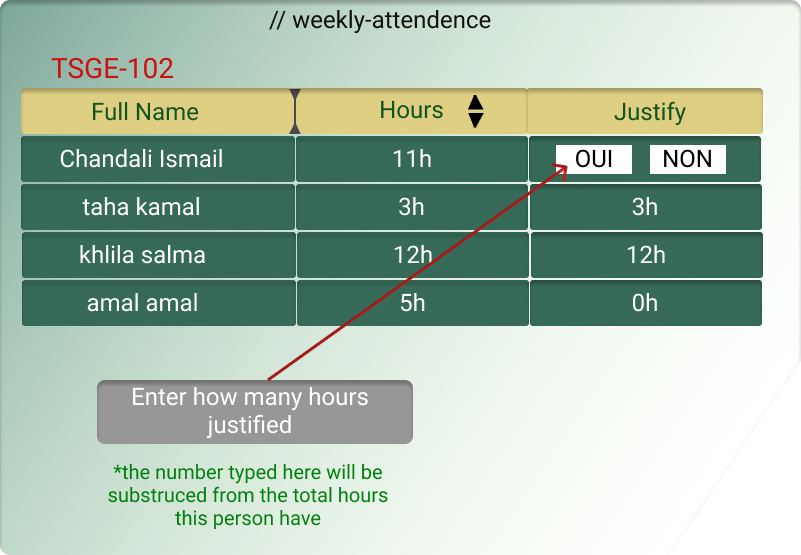 // weekly-attendence
TSGE-102
Full Name Hours Justify
Chandali Ismail 11h OUI NON
taha kamal 3h 3h
khlila salma 12h 12h
amal amal 5h 0h
Enter how many hours
justified
*the number typed here will be
substruced from the total hours
this person have